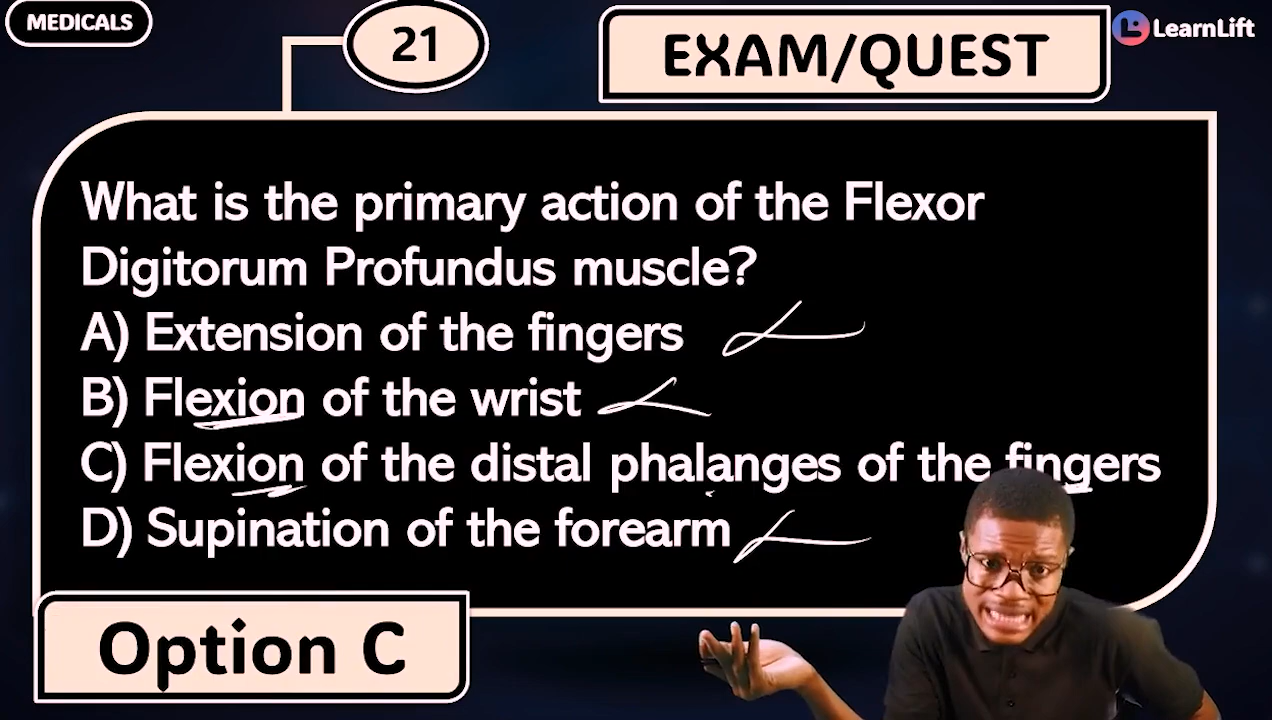 MEDICALS
21
EXAM/QUEST
LearnLift
What is the primary action of the Flexor
Digitorum Profundus muscle?
A) Extension of the fingers
B) Flexion of the wrist
C) Flexion of the distal phalanges of the fingers
D) Supination of the forearm
Option C